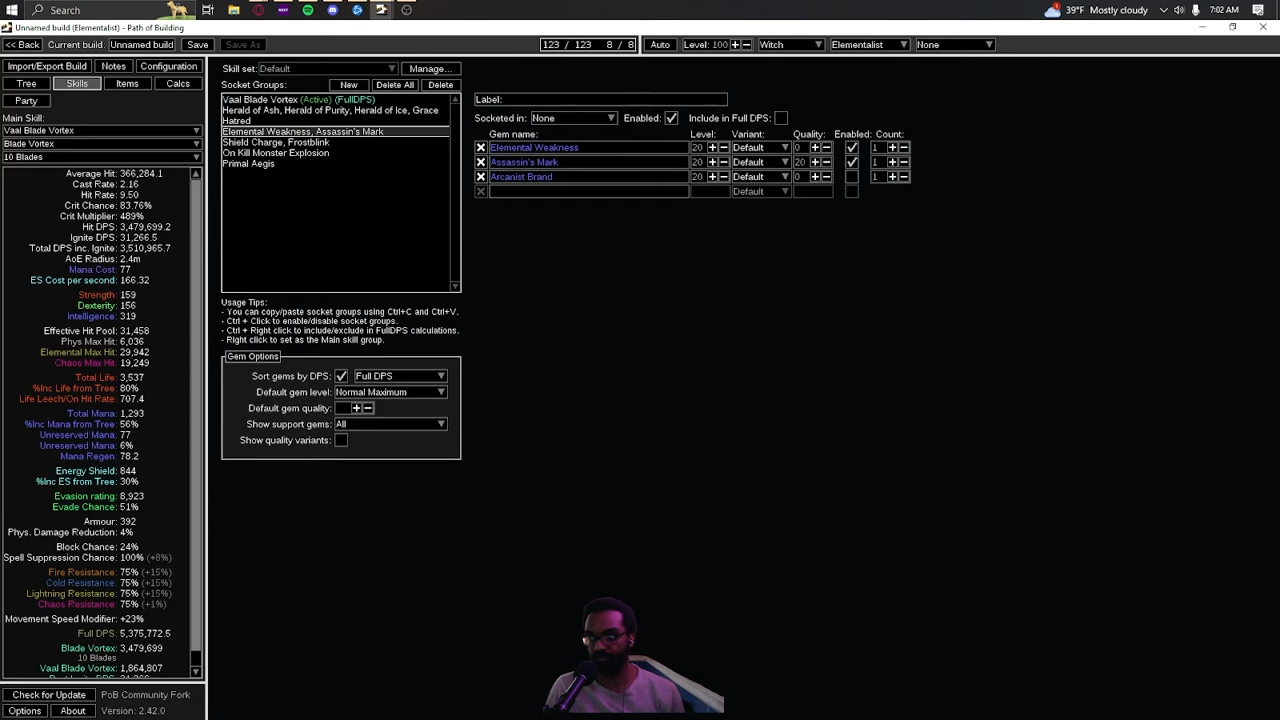 Search
39°F Mostly cloudy
7:02 AM
Unnamed build (Elementalist) - Path of Building
<< Back
Current build: Unnamed build
Save
Save As
123 / 123 8 / 8
Auto
Level: 100
Witch
Elementalist
None
Import/Export Build
Notes
Configuration
Tree
Skills
Items
Calcs
Party
Main Skill:
Vaal Blade Vortex
Blade Vortex
10 Blades
Average Hit: 366,284.1
Cast Rate: 2.16
Hit Rate: 9.50
Crit Chance: 83.76%
Crit Multiplier: 489%
Hit DPS: 3,479,699.2
Ignite DPS: 31,266.5
Total DPS inc. Ignite: 3,510,965.7
AoE Radius: 2.4m
Mana Cost: 77
ES Cost per second: 166.32
Strength: 159
Dexterity: 156
Intelligence: 319
Effective Hit Pool: 31,458
Phys Max Hit: 6,036
Elemental Max Hit: 29,942
Chaos Max Hit: 19,249
Total Life: 3,537
%Inc Life from Tree: 80%
Life Leech/On Hit Rate: 707.4
Total Mana: 1,293
%Inc Mana from Tree: 56%
Unreserved Mana: 77
Unreserved Mana: 6%
Mana Regen: 78.2
Energy Shield: 844
%Inc ES from Tree: 30%
Evasion rating: 8,923
Evade Chance: 51%
Armour: 392
Phys. Damage Reduction: 4%
Block Chance: 24%
Spell Suppression Chance: 100% (+8%)
Fire Resistance: 75% (+15%)
Cold Resistance: 75% (+15%)
Lightning Resistance: 75% (+15%)
Chaos Resistance: 75% (+1%)
Movement Speed Modifier: +23%
Full DPS: 5,375,772.5
Blade Vortex: 3,479,699
10 Blades
Vaal Blade Vortex: 1,864,807
Check for Update
PoB Community Fork
Options
About
Version: 2.42.0
Skill set: Default
Manage...
Socket Groups:
New
Delete All
Delete
Vaal Blade Vortex (Active) (FullDPS)
Herald of Ash, Herald of Purity, Herald of Ice, Grace
Hatred
Elemental Weakness, Assassin's Mark
Shield Charge, Frostblink
On Kill Monster Explosion
Primal Aegis
Usage Tips:
- You can copy/paste socket groups using Ctrl+C and Ctrl+V.
- Ctrl + Click to enable/disable socket groups.
- Ctrl + Right click to include/exclude in FullDPS calculations.
- Right click to set as the Main skill group.
Gem Options
Sort gems by DPS: Full DPS
Default gem level: Normal Maximum
Default gem quality:
Show support gems: All
Show quality variants:
Label:
Socketed in: None
Enabled:
Include in Full DPS:
Gem name: Level: Variant: Quality: Enabled: Count:
Elemental Weakness 20 Default 0 1
Assassin's Mark 20 Default 20 1
Arcanist Brand 20 Default 0 1
Default